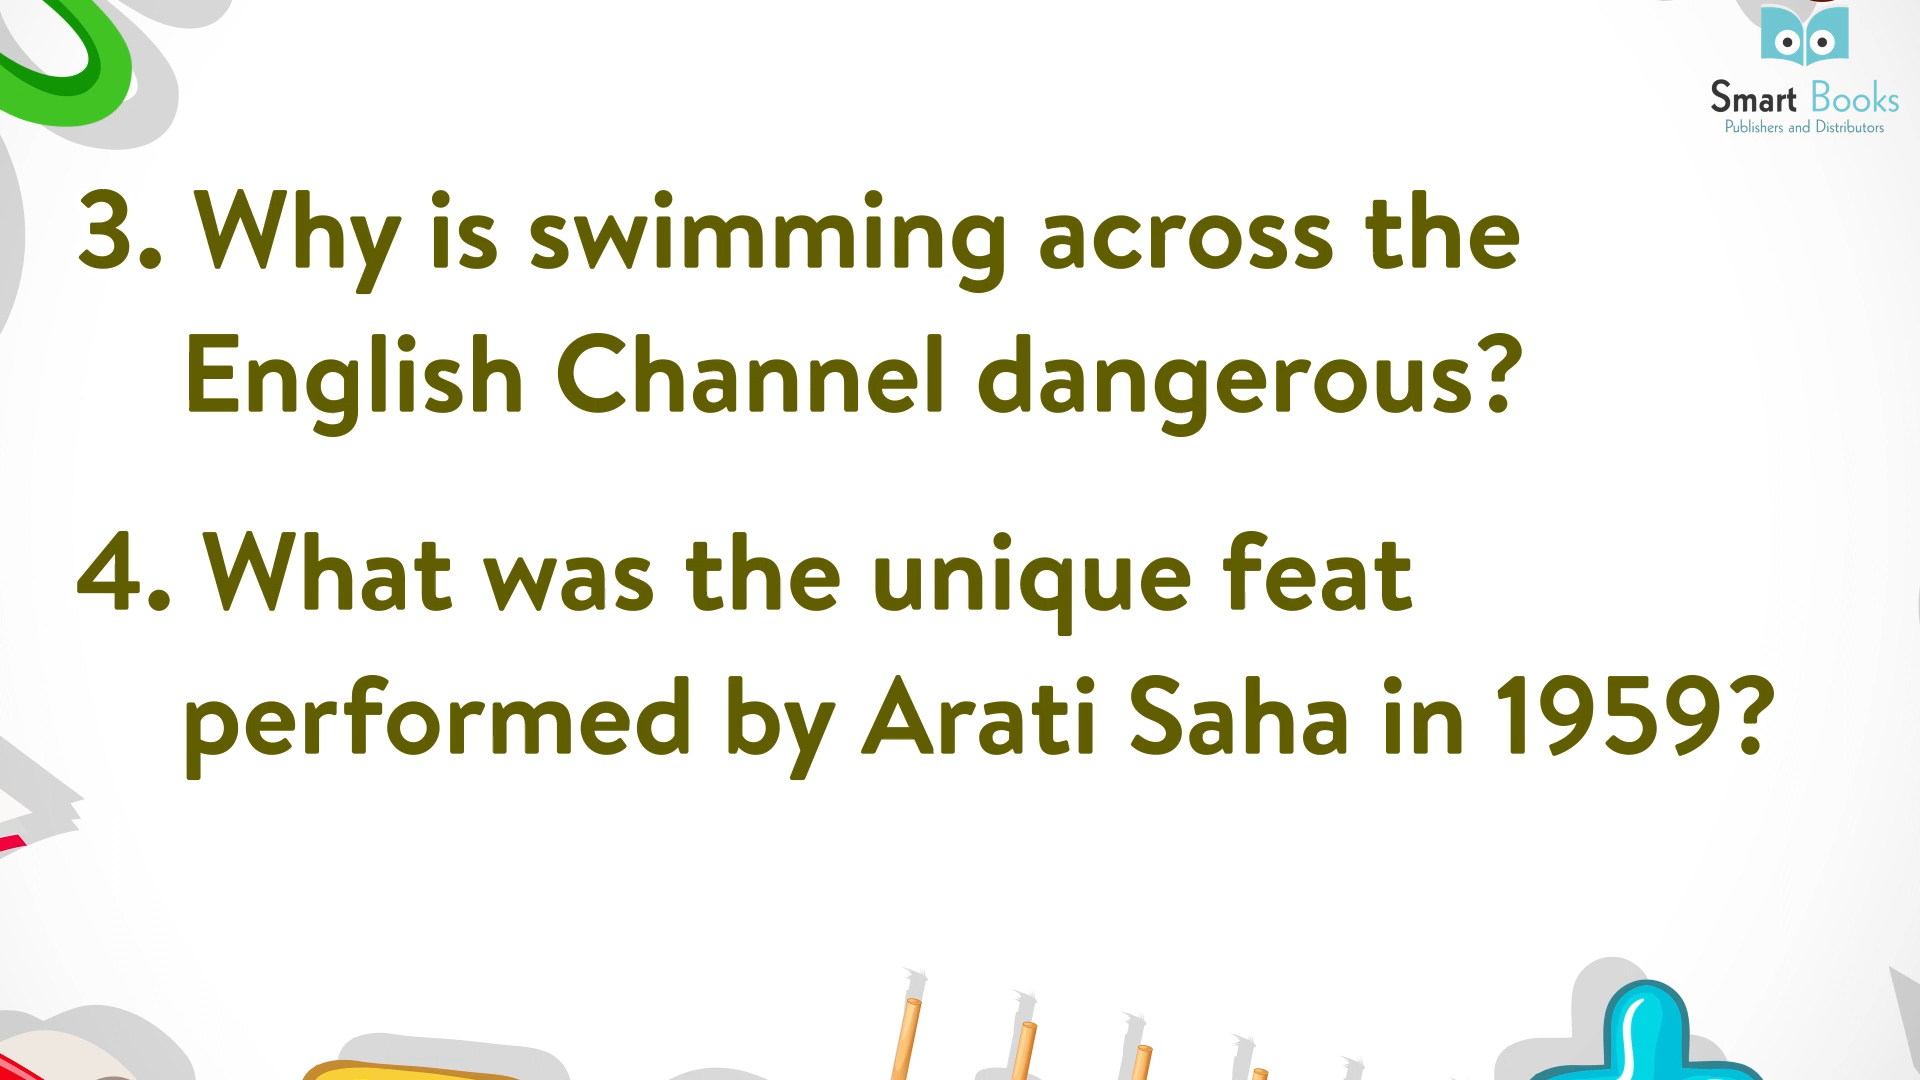 Smart Books
Publishers and Distributors
3. Why is swimming across the
English Channel dangerous?
4. What was the unique feat
performed by Arati Saha in 1959?